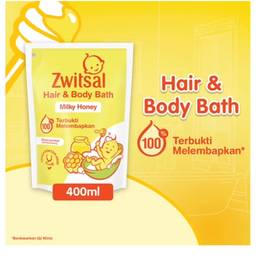 Zwitsal
Hair & Body Bath
Milky Honey
100%
Terbukti
Melembapkan
400ml
Hair &
Body Bath
100%
Terbukti
Melembapkan*